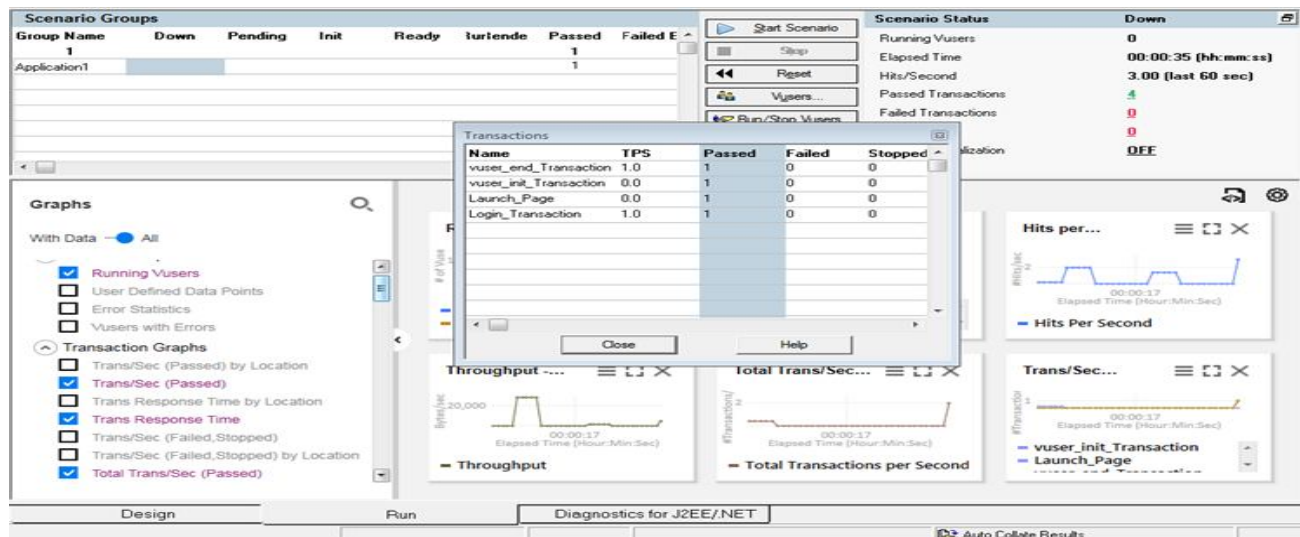 Scenario Groups
Group Name Down Pending Init Ready Passed Failed E
1 1
Application1 1
Start Scenario
Stop
Reset
Vusers...
Run/Stop Vusers
Scenario Status Down
Running Vusers 0
Elapsed Time 00:00:35 (hh:mm:ss)
Hits/Second 3.00 (last 60 sec)
Passed Transactions 4
Failed Transactions 0
0
OFF
Transactions
Name TPS Passed Failed Stopped
vuser_end_Transaction 1.0 1 0 0
vuser_init_Transaction 0.0 1 0 0
Launch_Page 0.0 1 0 0
Login_Transaction 1.0 1 0 0
Close Help
Graphs
With Data All
Running Vusers
User Defined Data Points
Error Statistics
Vusers with Errors
Transaction Graphs
Trans/Sec (Passed) by Location
Trans/Sec (Passed)
Trans Response Time by Location
Trans Response Time
Trans/Sec (Failed,Stopped)
Trans/Sec (Failed,Stopped) by Location
Total Trans/Sec (Passed)
Hits per...
#Hits/sec
2
00:00:17
Elapsed Time (Hour:Min:Sec)
Hits Per Second
Throughput -...
Bytes/sec
20,000
00:00:17
Elapsed Time (Hour:Min:Sec)
Throughput
Total Trans/Sec...
#Transactions/
2
00:00:17
Elapsed Time (Hour:Min:Sec)
Total Transactions per Second
Trans/Sec...
#Transaction
1
00:00:17
Elapsed Time (Hour:Min:Sec)
vuser_init_Transaction
Launch_Page
Design Run Diagnostics for J2EE/.NET
Auto Collate Results